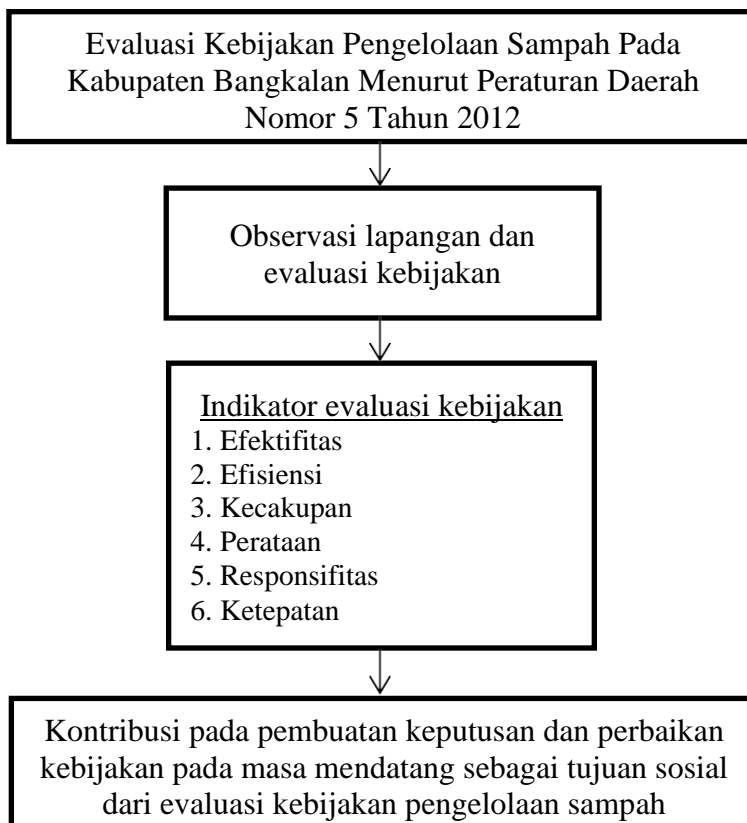 Evaluasi Kebijakan Pengelolaan Sampah Pada
Kabupaten Bangkalan Menurut Peraturan Daerah
Nomor 5 Tahun 2012
Observasi lapangan dan
evaluasi kebijakan
Indikator evaluasi kebijakan
1. Efektifitas
2. Efisiensi
3. Kecakupan
4. Perataan
5. Responsifitas
6. Ketepatan
Kontribusi pada pembuatan keputusan dan perbaikan
kebijakan pada masa mendatang sebagai tujuan sosial
dari evaluasi kebijakan pengelolaan sampah